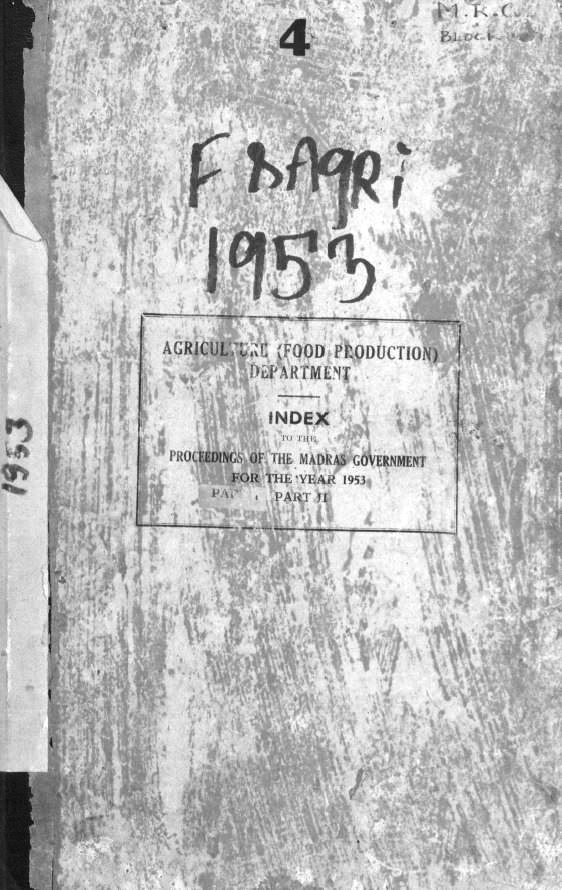 4
M.R.C.
BLOCK
F & Agri
1953
AGRICULTURE (FOOD PRODUCTION)
DEPARTMENT
INDEX
TO THE
PROCEEDINGS OF THE MADRAS GOVERNMENT
FOR THE YEAR 1953
PART II
1953